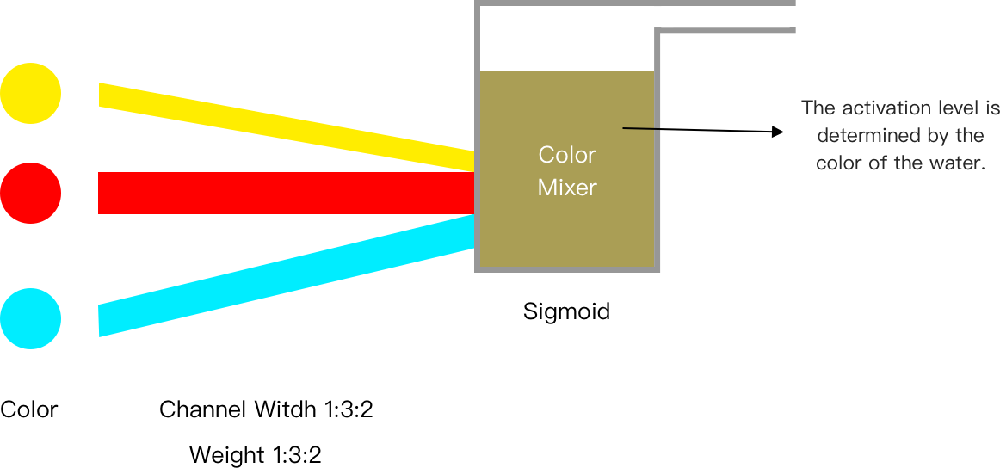 The activation level is
determined by the
color of the water.
Color
Mixer
Sigmoid
Color
Channel Witdh 1:3:2
Weight 1:3:2